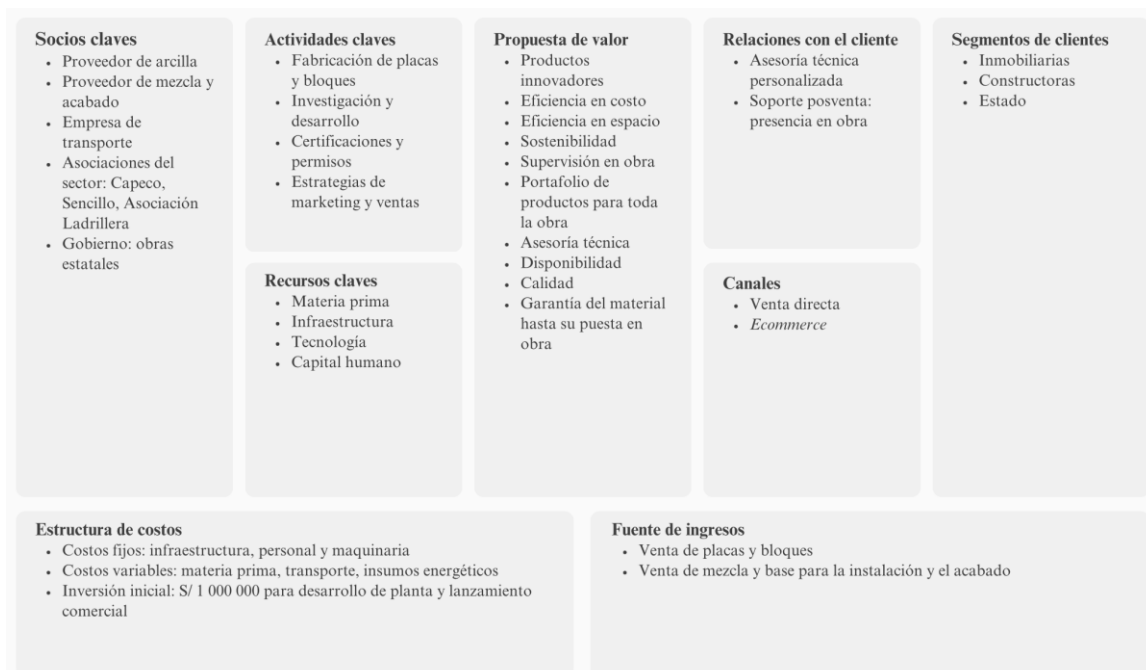 Socios claves
• Proveedor de arcilla
• Proveedor de mezcla y
acabado
• Empresa de
transporte
• Asociaciones del
sector: Capeco,
Sencillo, Asociación
Ladrillera
• Gobierno: obras
estatales
Actividades claves
• Fabricación de placas
y bloques
• Investigación y
desarrollo
• Certificaciones y
permisos
• Estrategias de
marketing y ventas
Recursos claves
• Materia prima
• Infraestructura
• Tecnología
• Capital humano
Propuesta de valor
• Productos
innovadores
• Eficiencia en costo
• Eficiencia en espacio
• Sostenibilidad
• Supervisión en obra
• Portafolio de
productos para toda
la obra
• Asesoría técnica
• Disponibilidad
• Calidad
• Garantía del material
hasta su puesta en
obra
Relaciones con el cliente
• Asesoría técnica
personalizada
• Soporte posventa:
presencia en obra
Canales
• Venta directa
• Ecommerce
Segmentos de clientes
• Inmobiliarias
• Constructoras
• Estado
Estructura de costos
• Costos fijos: infraestructura, personal y maquinaria
• Costos variables: materia prima, transporte, insumos energéticos
• Inversión inicial: S/ 1 000 000 para desarrollo de planta y lanzamiento
comercial
Fuente de ingresos
• Venta de placas y bloques
• Venta de mezcla y base para la instalación y el acabado